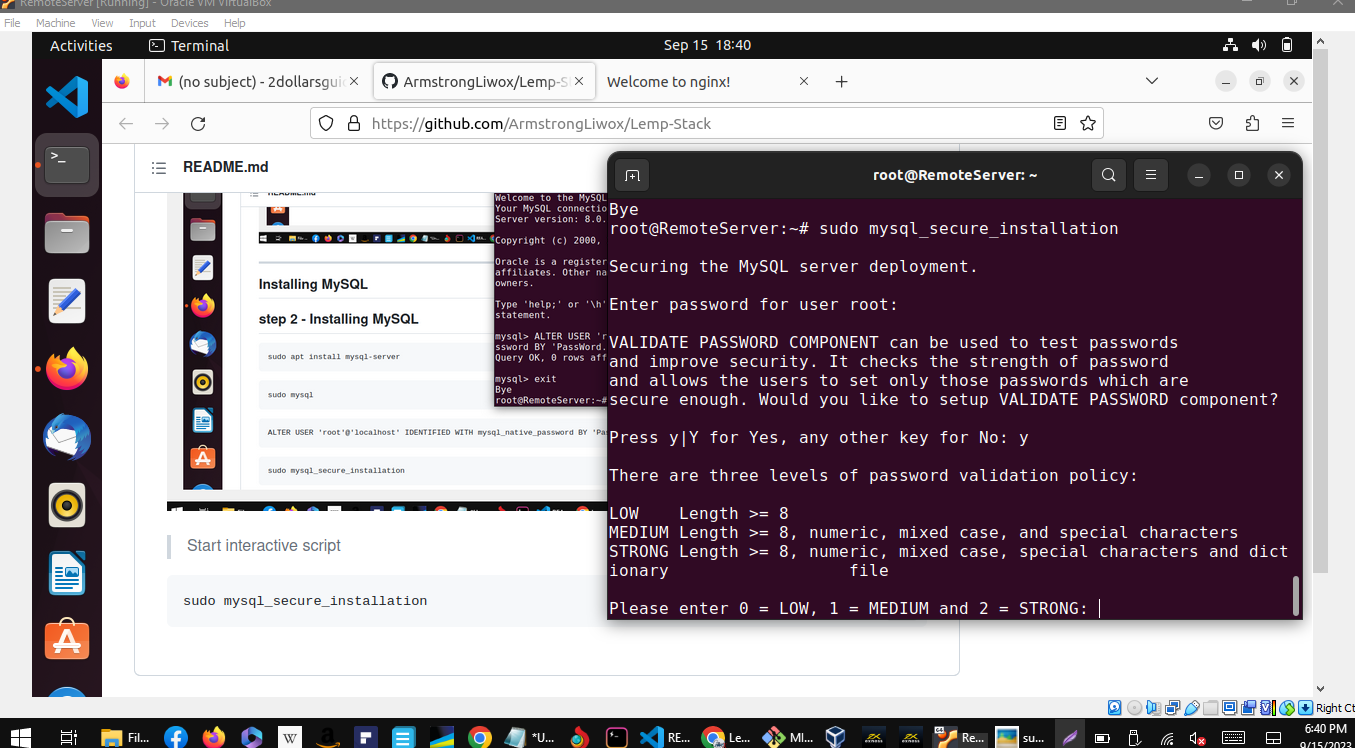 RemoteServer [Running] - Oracle VM VirtualBox
File Machine View Input Devices Help
Activities Terminal Sep 15 18:40
(no subject) - 2dollarsgui
ArmstrongLiwox/Lemp-S
Welcome to nginx!
https://github.com/ArmstrongLiwox/Lemp-Stack
README.md
README.md
Installing MySQL
step 2 - Installing MySQL
sudo apt install mysql-server
sudo mysql
ALTER USER 'root'@'localhost' IDENTIFIED WITH mysql_native_password BY 'Pas
sudo mysql_secure_installation
Welcome to the MySQL
Your MySQL connectio
Server version: 8.0.
Copyright (c) 2000,
Oracle is a register
affiliates. Other na
owners.
Type 'help;' or '\h'
statement.
mysql> ALTER USER 'r
ssword BY 'PassWord.
Query OK, 0 rows aff
mysql> exit
Bye
root@RemoteServer:~#
Start interactive script
sudo mysql_secure_installation
root@RemoteServer: ~
Bye
root@RemoteServer:~# sudo mysql_secure_installation
Securing the MySQL server deployment.
Enter password for user root:
VALIDATE PASSWORD COMPONENT can be used to test passwords
and improve security. It checks the strength of password
and allows the users to set only those passwords which are
secure enough. Would you like to setup VALIDATE PASSWORD component?
Press y|Y for Yes, any other key for No: y
There are three levels of password validation policy:
LOW    Length >= 8
MEDIUM Length >= 8, numeric, mixed case, and special characters
STRONG Length >= 8, numeric, mixed case, special characters and dict
ionary                  file
Please enter 0 = LOW, 1 = MEDIUM and 2 = STRONG:
Right Ct
Fil... *U... RE... Le... MI... Re... su...
6:40 PM
9/15/2023